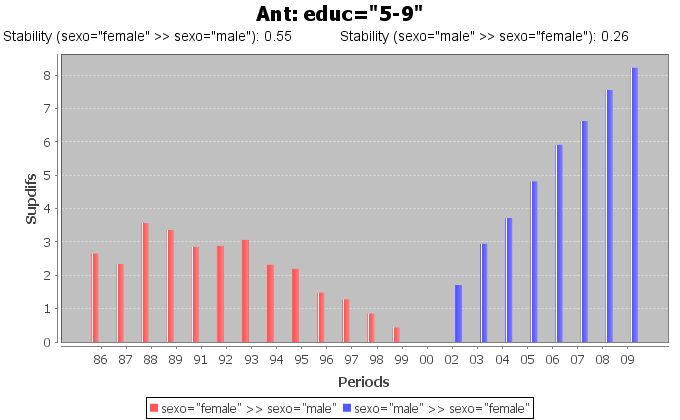 Ant: educ="5-9"
Stability (sexo="female" >> sexo="male"): 0.55 Stability (sexo="male" >> sexo="female"): 0.26
8
7
6
5
4
3
2
1
0
Supdifs
86 87 88 89 91 92 93 94 95 96 97 98 99 00 02 03 04 05 06 07 08 09
Periods
sexo="female" >> sexo="male" sexo="male" >> sexo="female"